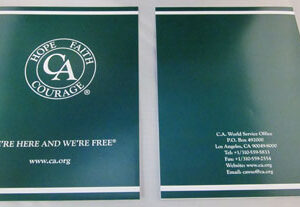 HOPE FAITH
CA
COURAGE
®
'RE HERE AND WE'RE FREE®
www.ca.org
C.A. World Service Office
P.O. Box 492000
Los Angeles, CA 90049-8000
Tel: +1/310-559-5833
Fax: +1/310-559-2554
Website: www.ca.org
Email: cawso@ca.org